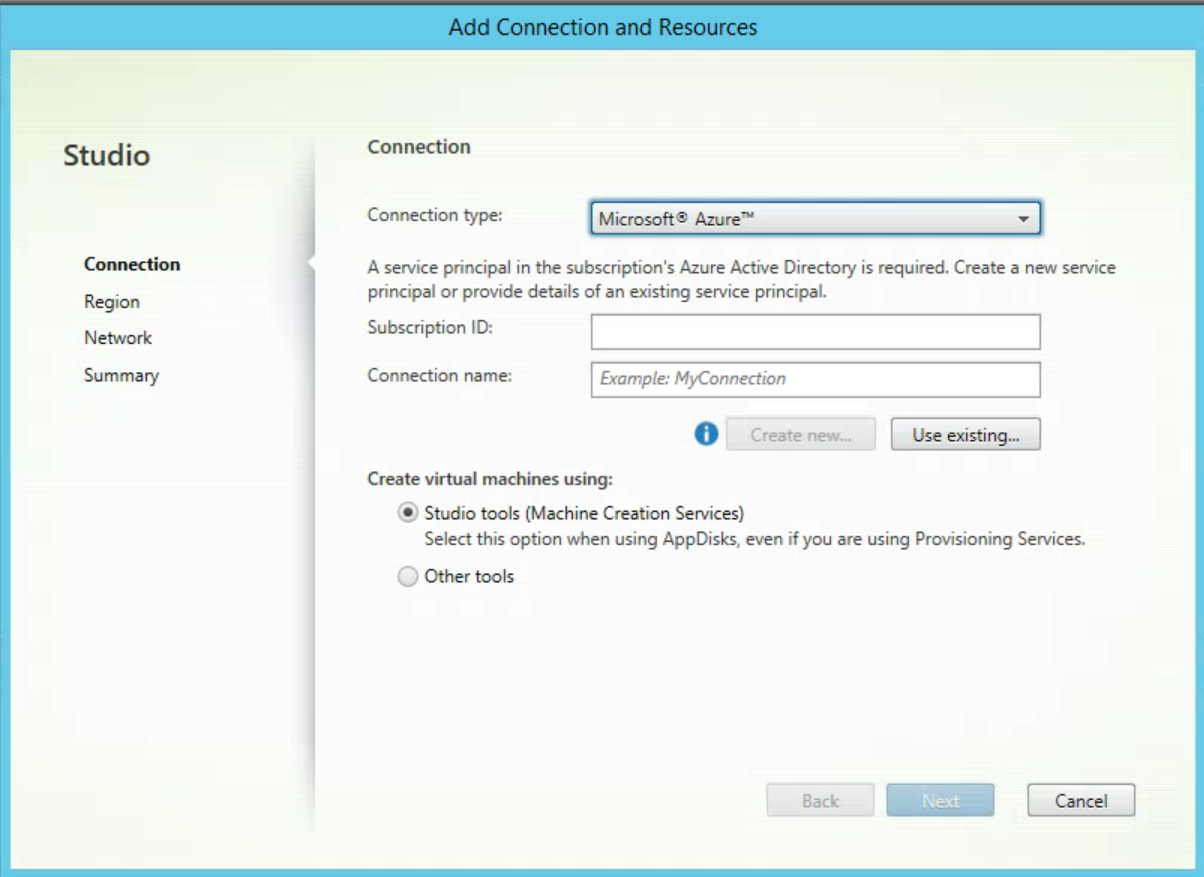 Add Connection and Resources
Studio
Connection
Region
Network
Summary
Connection
Connection type:
Microsoft® Azure™
A service principal in the subscription's Azure Active Directory is required. Create a new service
principal or provide details of an existing service principal.
Subscription ID:
Connection name:
Example: MyConnection
Create new...
Use existing...
Create virtual machines using:
Studio tools (Machine Creation Services)
Select this option when using AppDisks, even if you are using Provisioning Services.
Other tools
Back
Next
Cancel